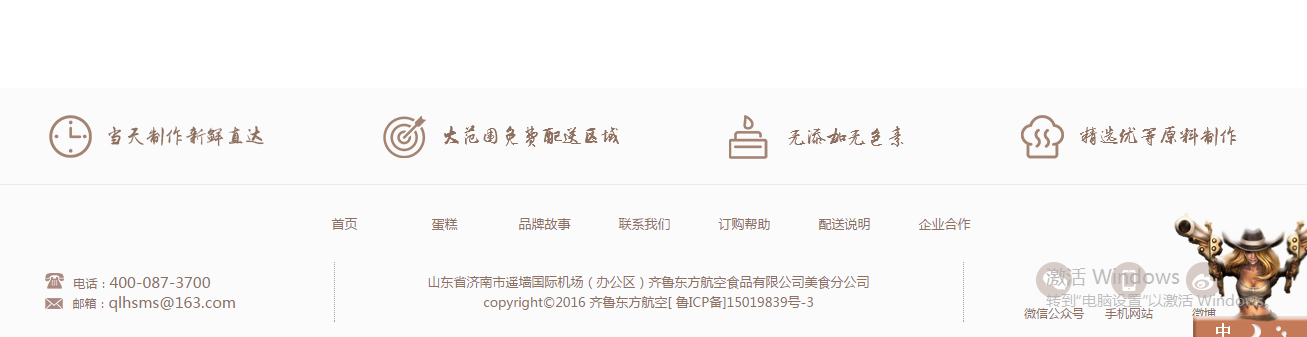 当天制作新鲜直达
大范围免费配送区域
无添加无色素
精选优等原料制作
首页 蛋糕 品牌故事 联系我们 订购帮助 配送说明 企业合作
电话：400-087-3700
邮箱：qlhsms@163.com
山东省济南市遥墙国际机场（办公区）齐鲁东方航空食品有限公司美食分公司
copyright©2016 齐鲁东方航空[ 鲁ICP备]15019839号-3
激活 Windows
转到“电脑设置”以激活 Windows。
微信公众号 手机网站 微博
中